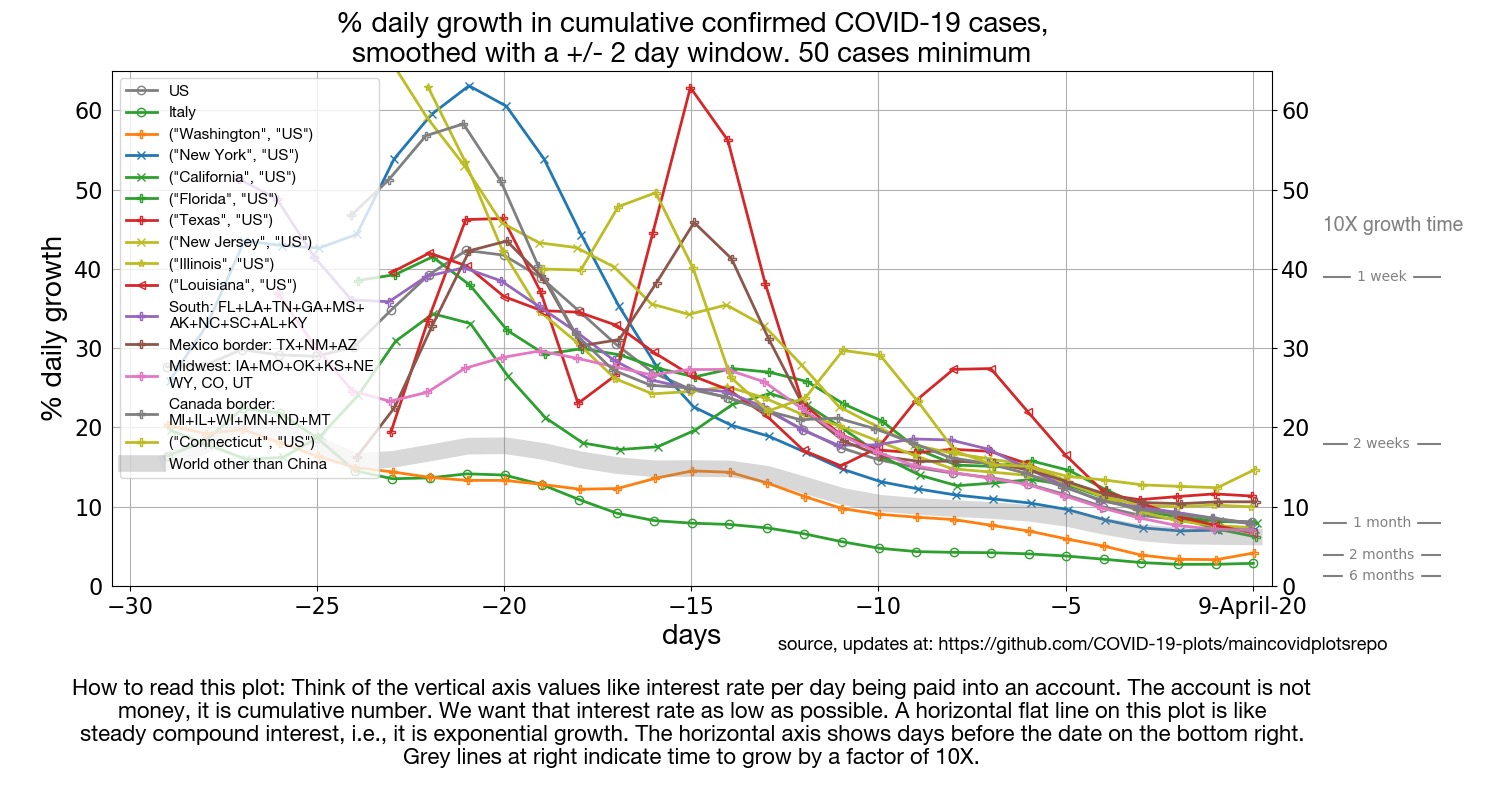 % daily growth in cumulative confirmed COVID-19 cases,
smoothed with a +/- 2 day window. 50 cases minimum
% daily growth
60
50
40
30
20
10
0
US
Italy
("Washington", "US")
("New York", "US")
("California", "US")
("Florida", "US")
("Texas", "US")
("New Jersey", "US")
("Illinois", "US")
("Louisiana", "US")
South: FL+LA+TN+GA+MS+
AK+NC+SC+AL+KY
Mexico border: TX+NM+AZ
Midwest: IA+MO+OK+KS+NE
WY, CO, UT
Canada border:
MI+IL+WI+MN+ND+MT
("Connecticut", "US")
World other than China
60
50
40
30
20
10
0
10X growth time
1 week
2 weeks
1 month
2 months
6 months
−30
−25
−20
−15
−10
−5
9-April-20
days
source, updates at: https://github.com/COVID-19-plots/maincovidplotsrepo
How to read this plot: Think of the vertical axis values like interest rate per day being paid into an account. The account is not
money, it is cumulative number. We want that interest rate as low as possible. A horizontal flat line on this plot is like
steady compound interest, i.e., it is exponential growth. The horizontal axis shows days before the date on the bottom right.
Grey lines at right indicate time to grow by a factor of 10X.